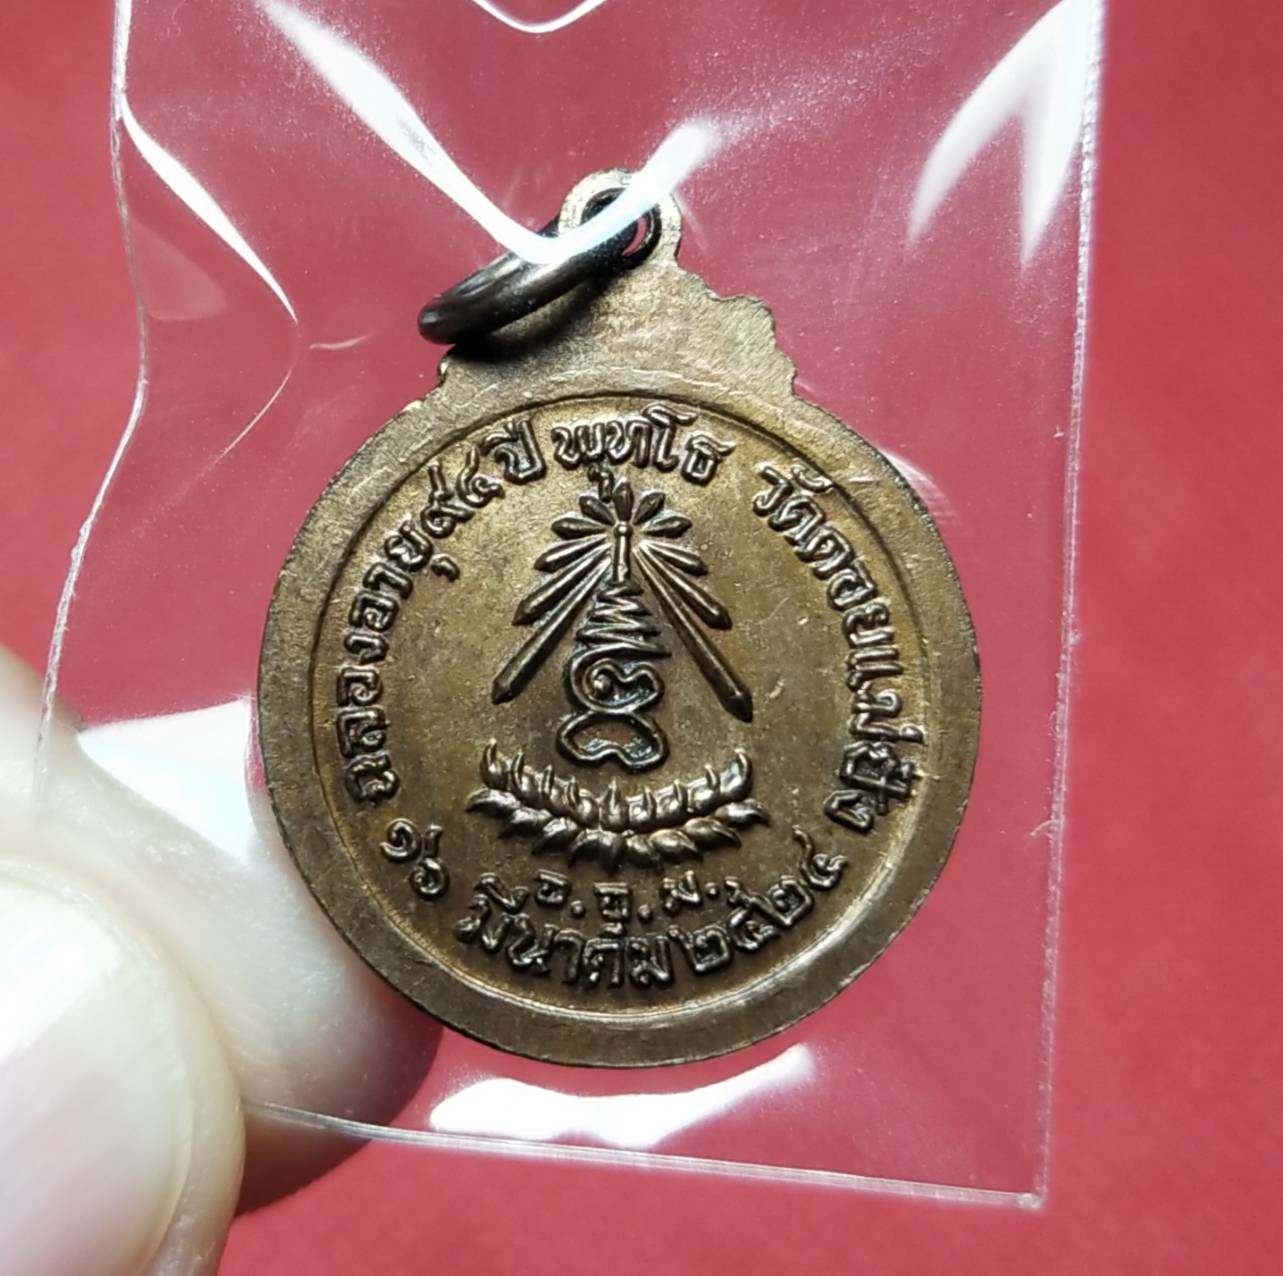 ฉลองอายุ ๙๔ ปี พุทโธ วัดดอยแม่ปั๋ง
อ.อ.ม.
๑๖ มีนาคม ๒๕๒๔